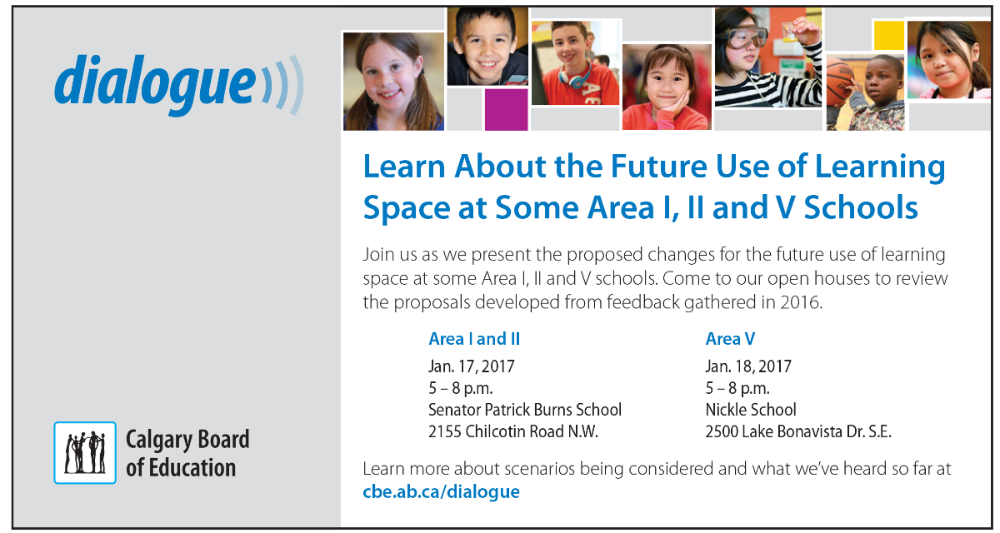 dialogue
Learn About the Future Use of Learning
Space at Some Area I, II and V Schools
Join us as we present the proposed changes for the future use of learning
space at some Area I, II and V schools. Come to our open houses to review
the proposals developed from feedback gathered in 2016.
Area I and II
Jan. 17, 2017
5 – 8 p.m.
Senator Patrick Burns School
2155 Chilcotin Road N.W.
Area V
Jan. 18, 2017
5 – 8 p.m.
Nickle School
2500 Lake Bonavista Dr. S.E.
Learn more about scenarios being considered and what we’ve heard so far at
cbe.ab.ca/dialogue
Calgary Board
of Education